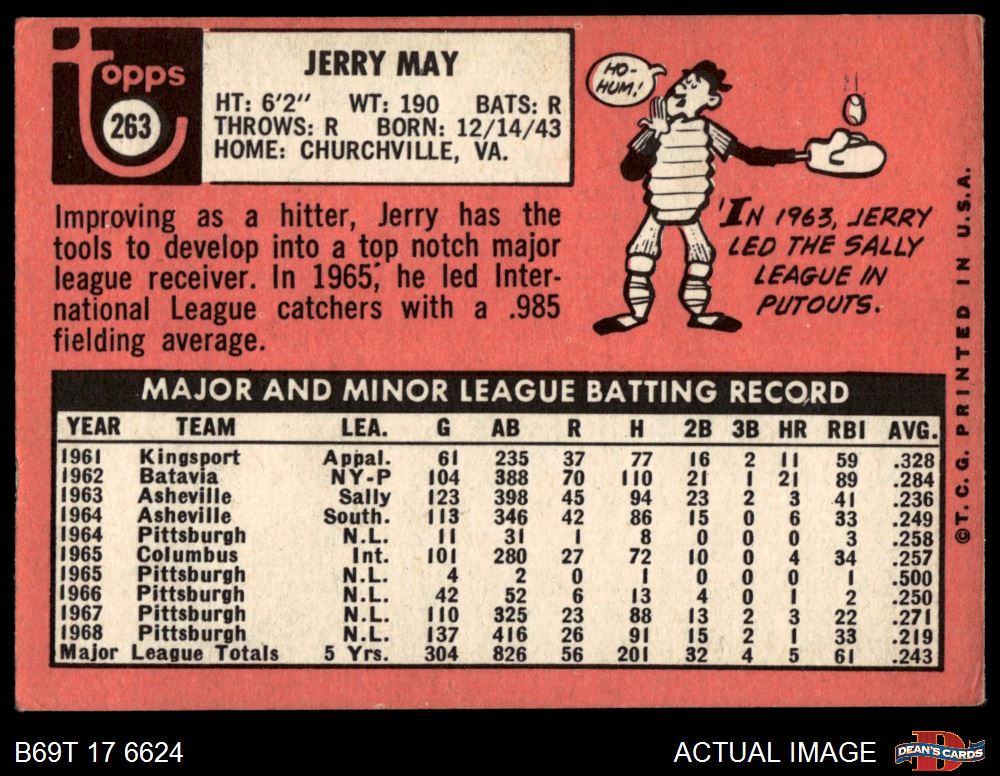 Topps
263
JERRY MAY
HT: 6'2" WT: 190 BATS: R
THROWS: R BORN: 12/14/43
HOME: CHURCHVILLE, VA.
HO-
HUM!
Improving as a hitter, Jerry has the
tools to develop into a top notch major
league receiver. In 1965, he led Inter-
national League catchers with a .985
fielding average.
IN 1963, JERRY
LED THE SALLY
LEAGUE IN
PUTOUTS.
MAJOR AND MINOR LEAGUE BATTING RECORD
YEAR TEAM LEA. G AB R H 2B 3B HR RBI AVG.
1961 Kingsport Appal. 61 235 37 77 16 2 11 59 .328
1962 Batavia NY-P 104 388 70 110 21 1 21 89 .284
1963 Asheville Sally 123 398 45 94 23 2 3 41 .236
1964 Asheville South. 113 346 42 86 15 0 6 33 .249
1964 Pittsburgh N.L. 11 31 1 8 0 0 0 3 .258
1965 Columbus Int. 101 280 27 72 10 0 4 34 .257
1965 Pittsburgh N.L. 4 2 0 1 0 0 0 1 .500
1966 Pittsburgh N.L. 42 52 6 13 4 0 1 2 .250
1967 Pittsburgh N.L. 110 325 23 88 13 2 3 22 .271
1968 Pittsburgh N.L. 137 416 26 91 15 2 1 33 .219
Major League Totals 5 Yrs. 304 826 56 201 32 4 5 61 .243
©T. C. G. PRINTED IN U.S.A.
B69T 17 6624
ACTUAL IMAGE
D
DEAN'S CARDS